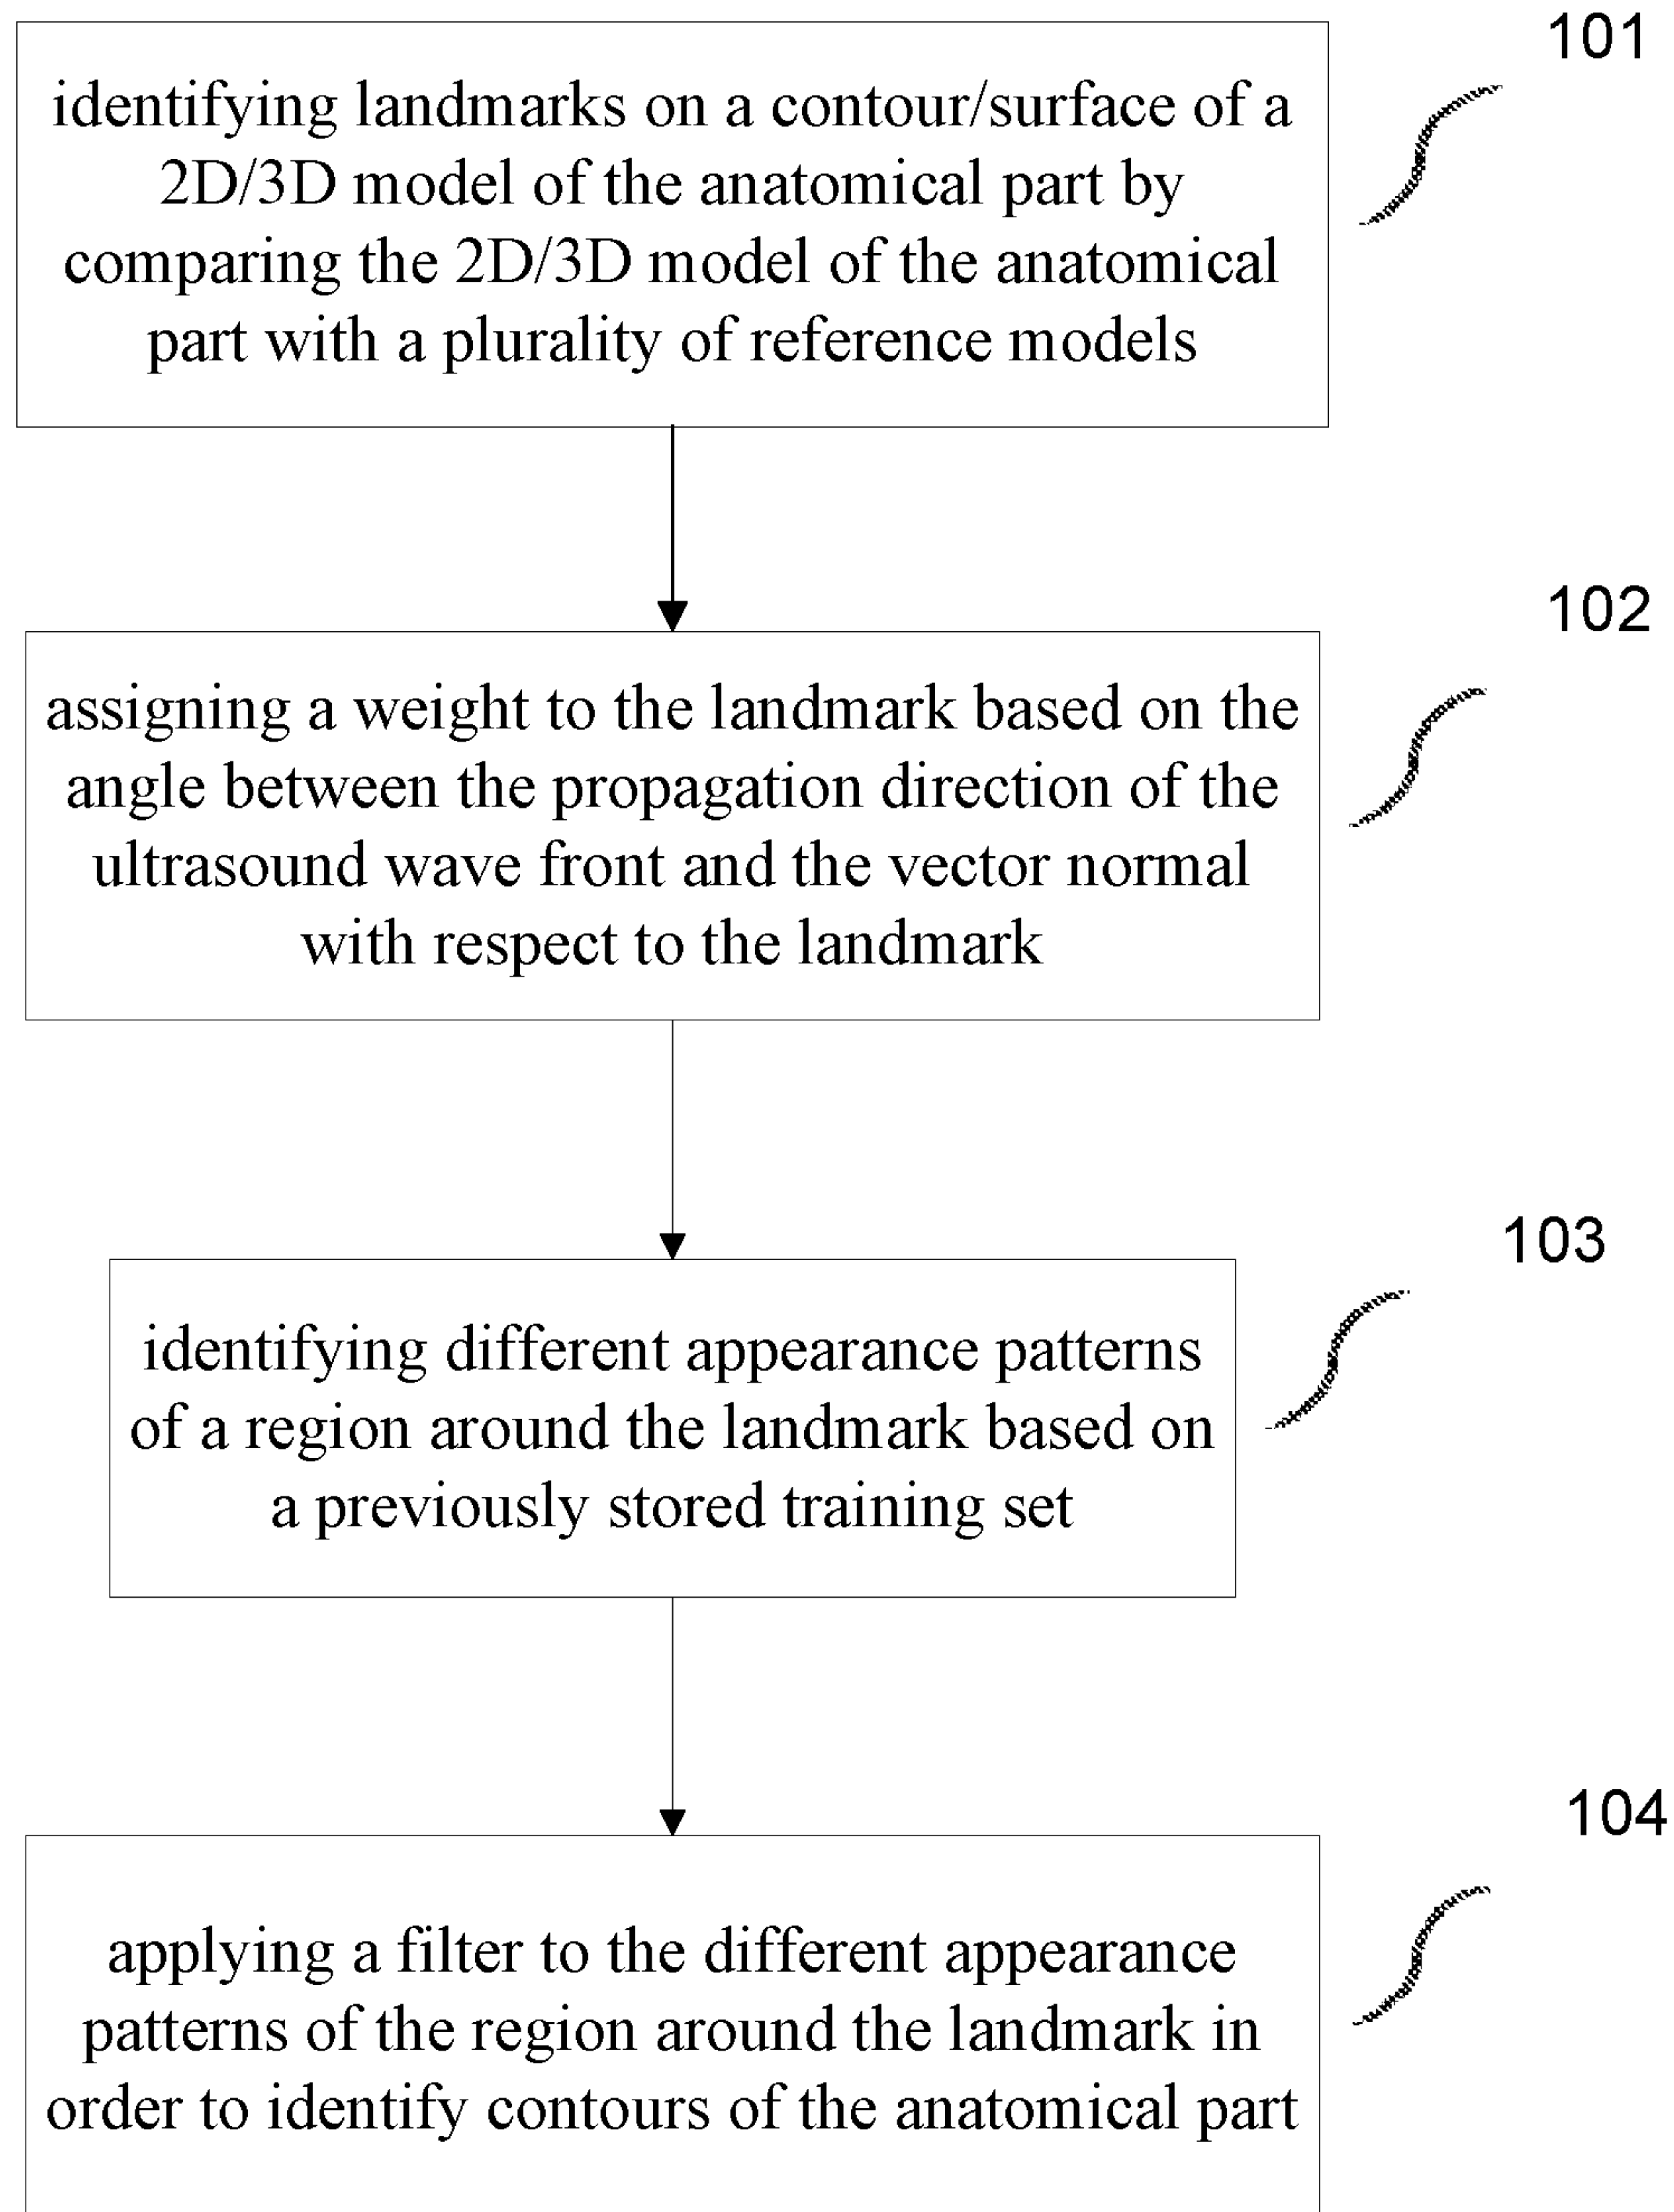 101
identifying landmarks on a contour/surface of a
2D/3D model of the anatomical part by
comparing the 2D/3D model of the anatomical
part with a plurality of reference models
102
assigning a weight to the landmark based on the
angle between the propagation direction of the
ultrasound wave front and the vector normal
with respect to the landmark
103
identifying different appearance patterns
of a region around the landmark based on
a previously stored training set
104
applying a filter to the different appearance
patterns of the region around the landmark in
order to identify contours of the anatomical part